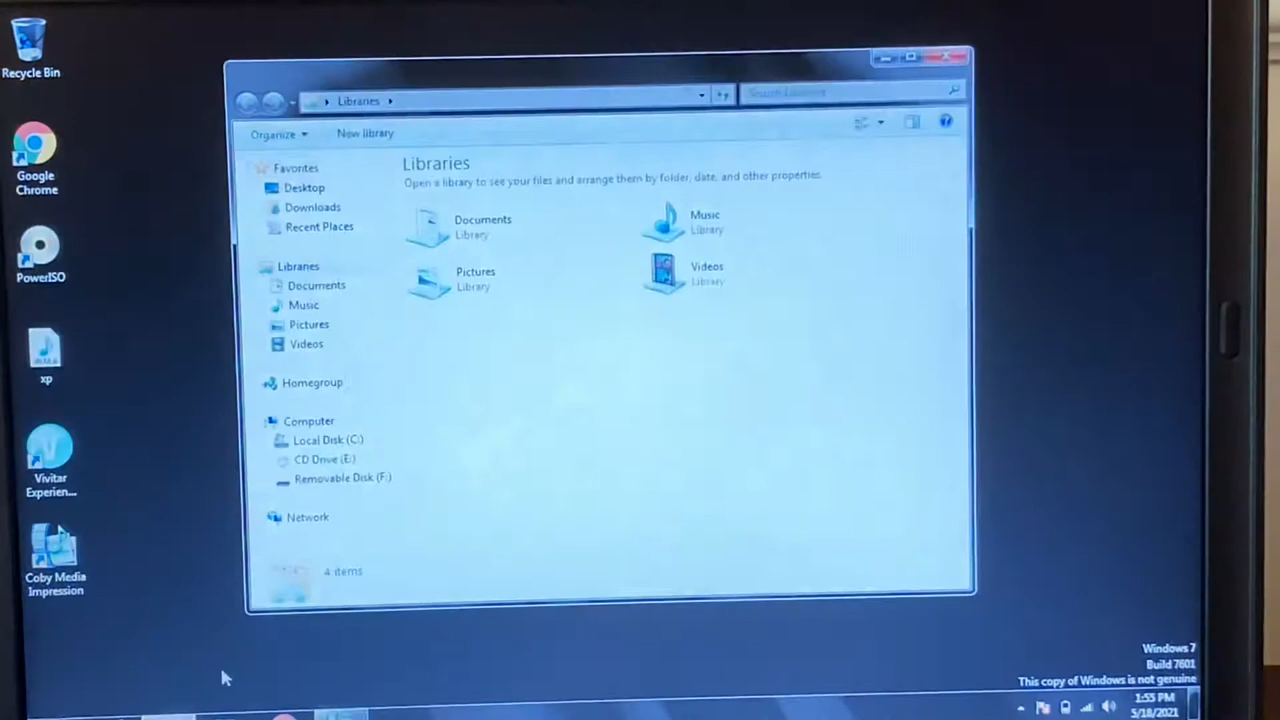 Recycle Bin
Google
Chrome
PowerISO
xp
Vivitar
Experien...
Coby Media
Impression
Libraries
Search Libraries
Organize
New library
Favorites
Desktop
Downloads
Recent Places
Libraries
Documents
Music
Pictures
Videos
Homegroup
Computer
Local Disk (C:)
CD Drive (E:)
Removable Disk (F:)
Network
Libraries
Open a library to see your files and arrange them by folder, date, and other properties.
Documents
Library
Music
Library
Pictures
Library
Videos
Library
4 items
Windows 7
Build 7601
This copy of Windows is not genuine
1:55 PM
5/18/2021